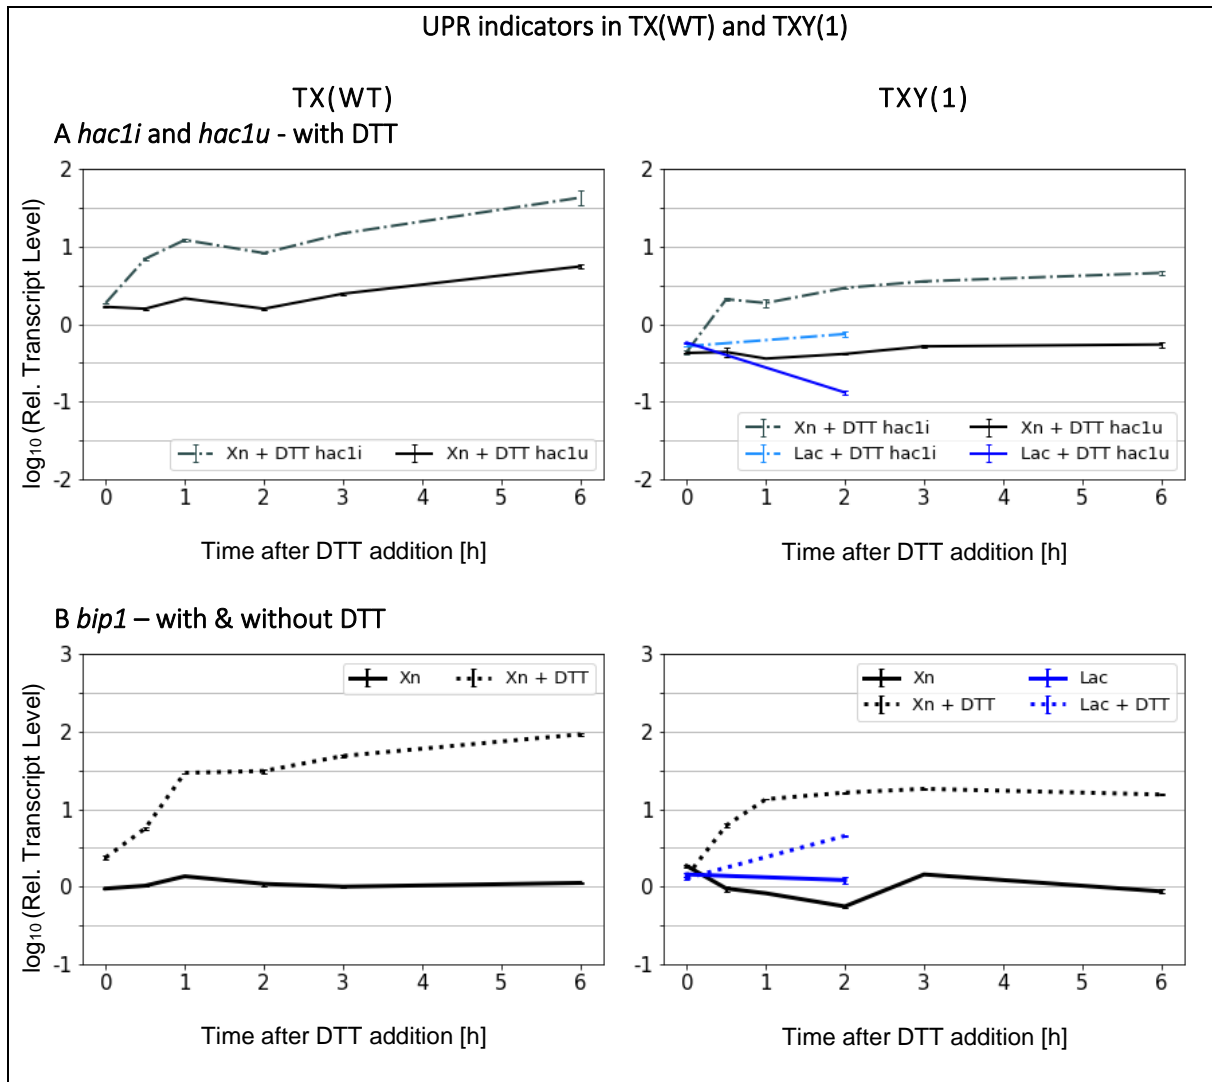 UPR indicators in TX(WT) and TXY(1)
TX(WT)
TXY(1)
A hac1i and hac1u - with DTT
log₁₀ (Rel. Transcript Level)
2
1
0
-1
-2
Xn + DTT hac1i
Xn + DTT hac1u
0 1 2 3 4 5 6
Time after DTT addition [h]
2
1
0
-1
-2
Xn + DTT hac1i
Xn + DTT hac1u
Lac + DTT hac1i
Lac + DTT hac1u
0 1 2 3 4 5 6
Time after DTT addition [h]
B bip1 – with & without DTT
log₁₀ (Rel. Transcript Level)
3
2
1
0
-1
Xn
Xn + DTT
0 1 2 3 4 5 6
Time after DTT addition [h]
3
2
1
0
-1
Xn
Lac
Xn + DTT
Lac + DTT
0 1 2 3 4 5 6
Time after DTT addition [h]